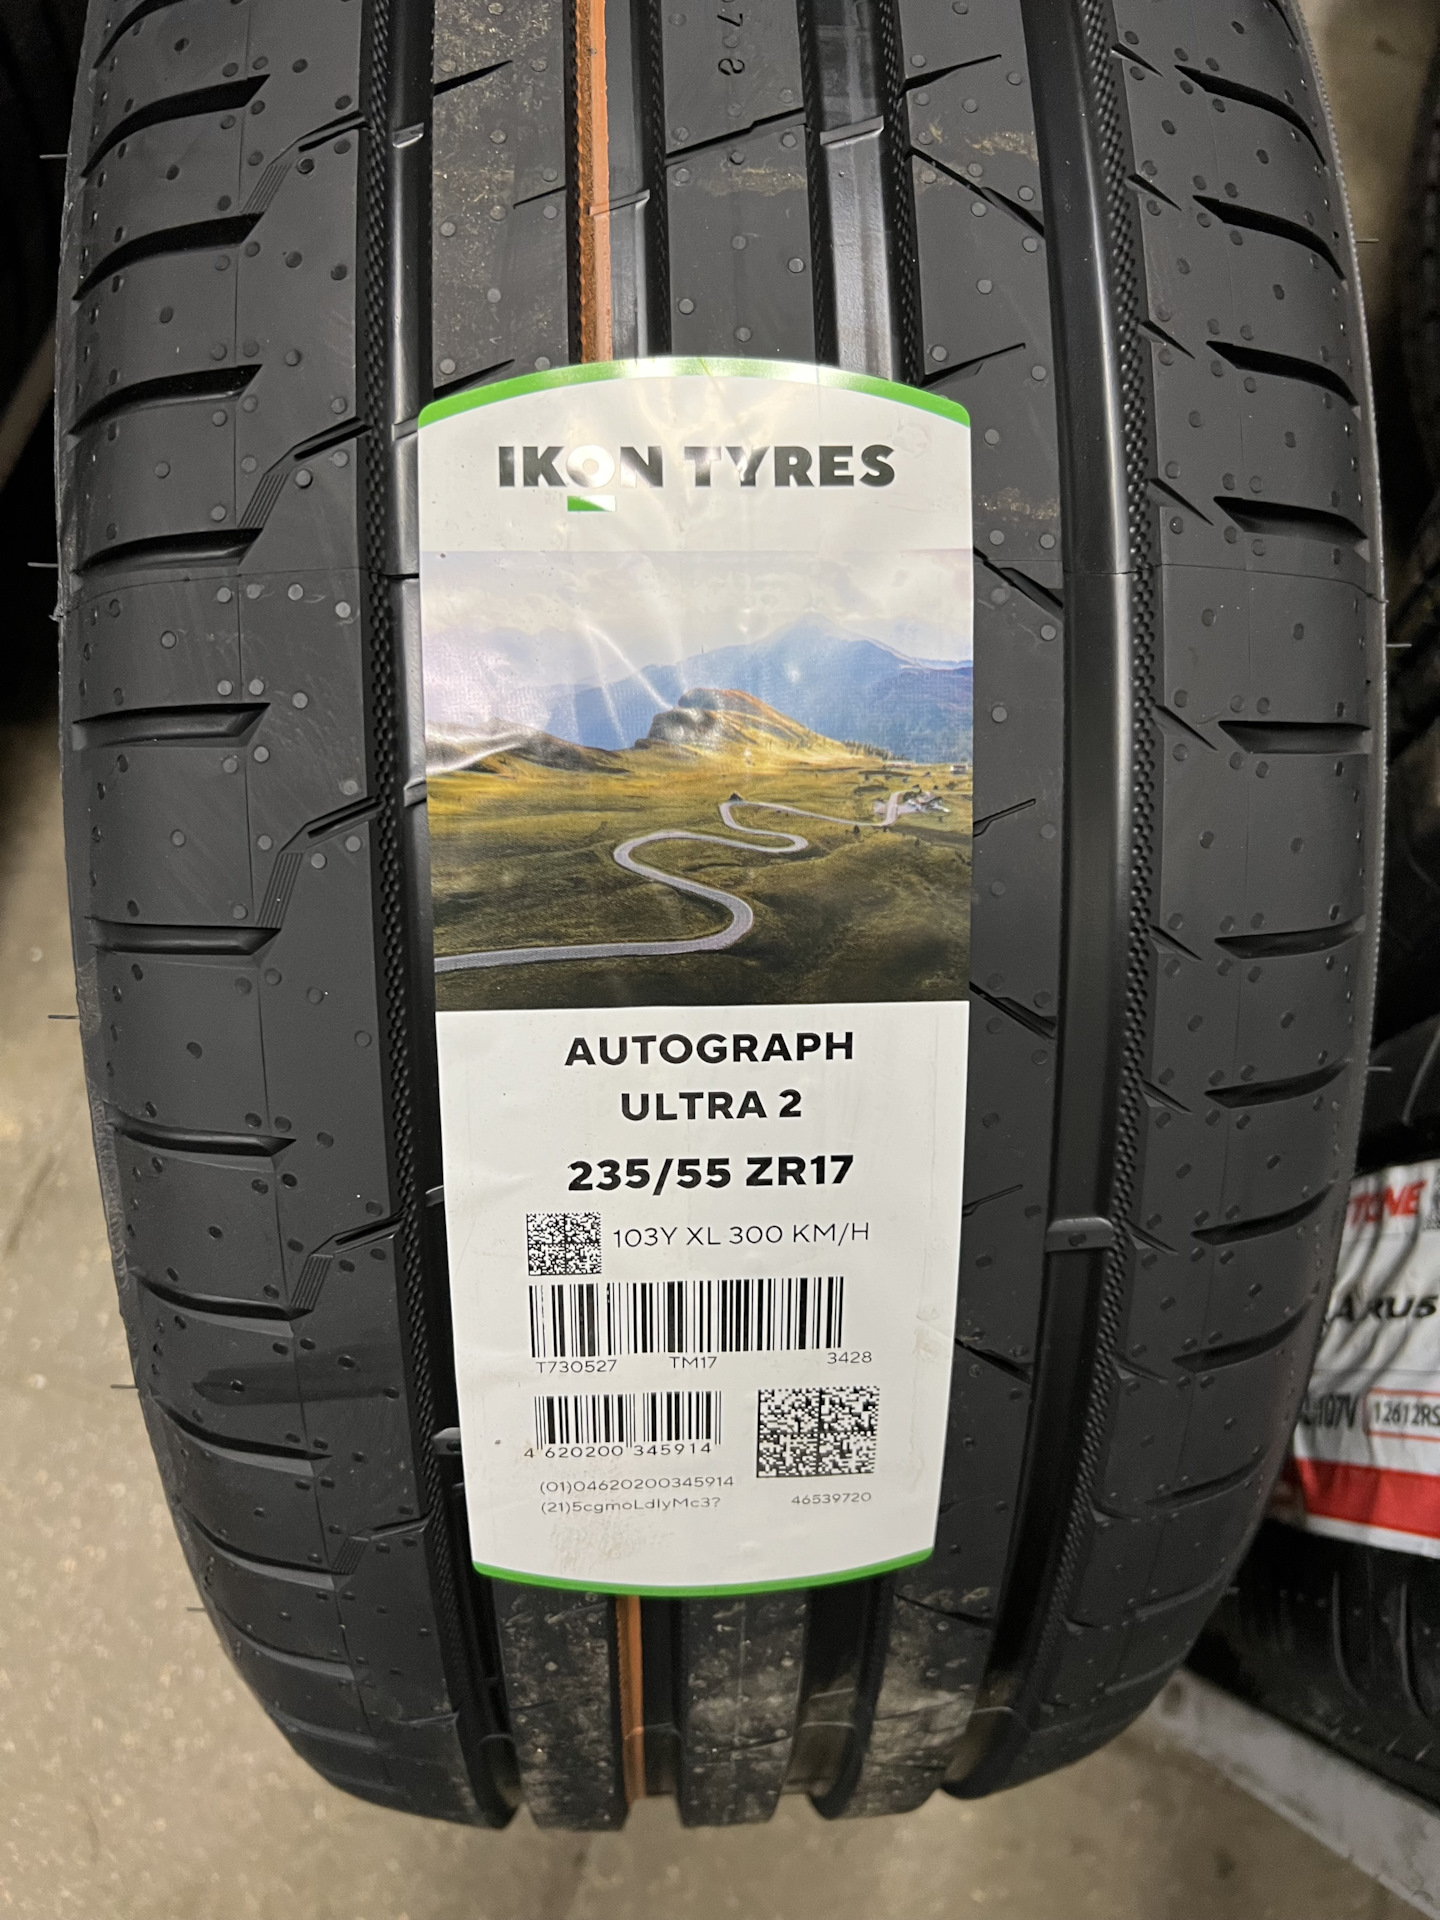 IKON TYRES
AUTOGRAPH
ULTRA 2
235/55 ZR17
103Y XL 300 KM/H
T730527 TM17 3428
4 620200 345914
(01)04620200345914
(21)5cgmoLdlyMc3?
46539720
12612RS